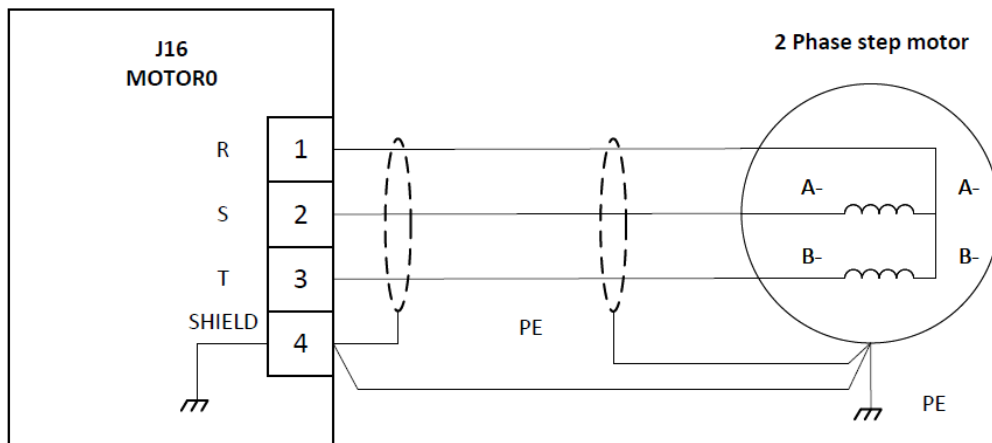 J16
MOTOR0
2 Phase step motor
R
1
A-
A-
S
2
B-
B-
T
3
SHIELD
4
PE
PE